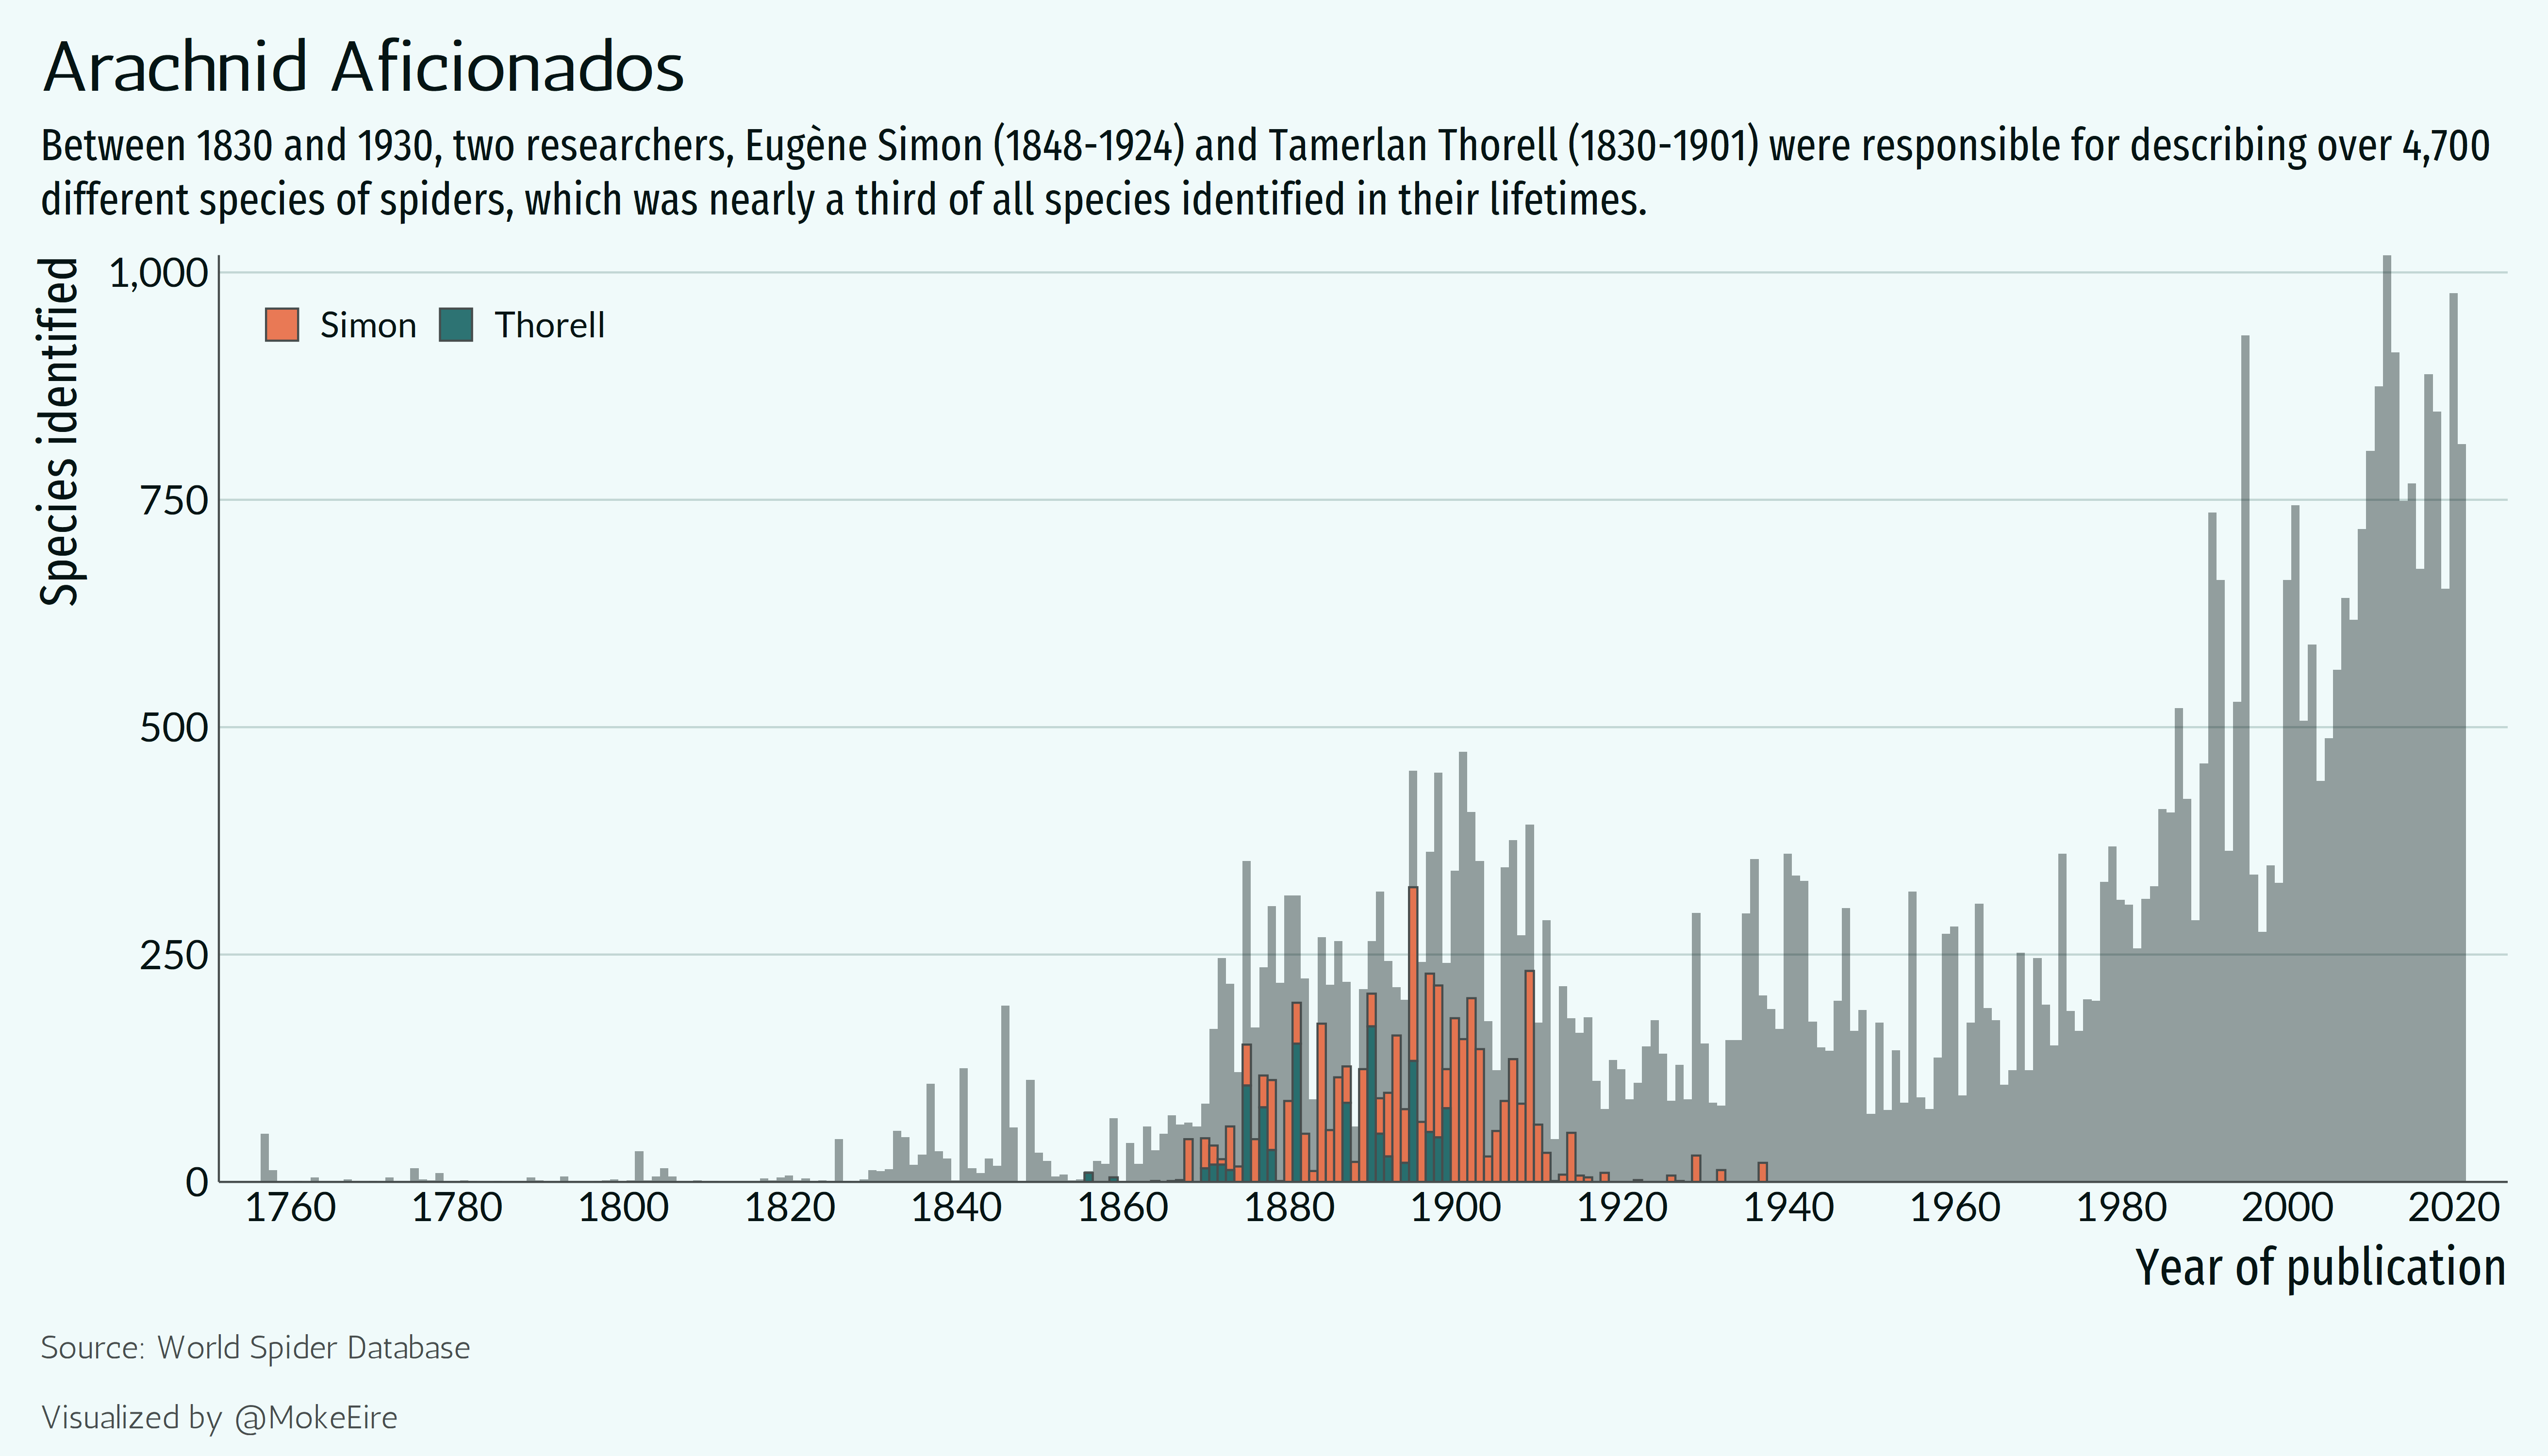 Arachnid Aficionados
Between 1830 and 1930, two researchers, Eugène Simon (1848-1924) and Tamerlan Thorell (1830-1901) were responsible for describing over 4,700
different species of spiders, which was nearly a third of all species identified in their lifetimes.
Species identified
1,000
750
500
250
0
Simon Thorell
1760 1780 1800 1820 1840 1860 1880 1900 1920 1940 1960 1980 2000 2020
Year of publication
Source: World Spider Database
Visualized by @MokeEire